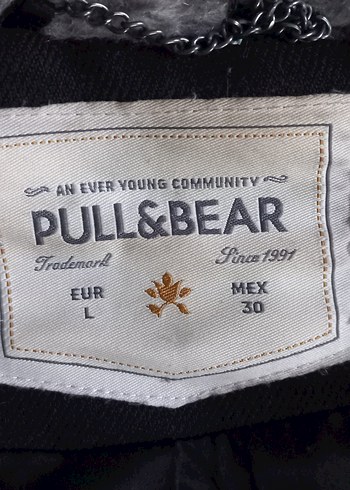 AN EVER YOUNG COMMUNITY
PULL&BEAR
Trademark Since 1991
EUR MEX
L 30